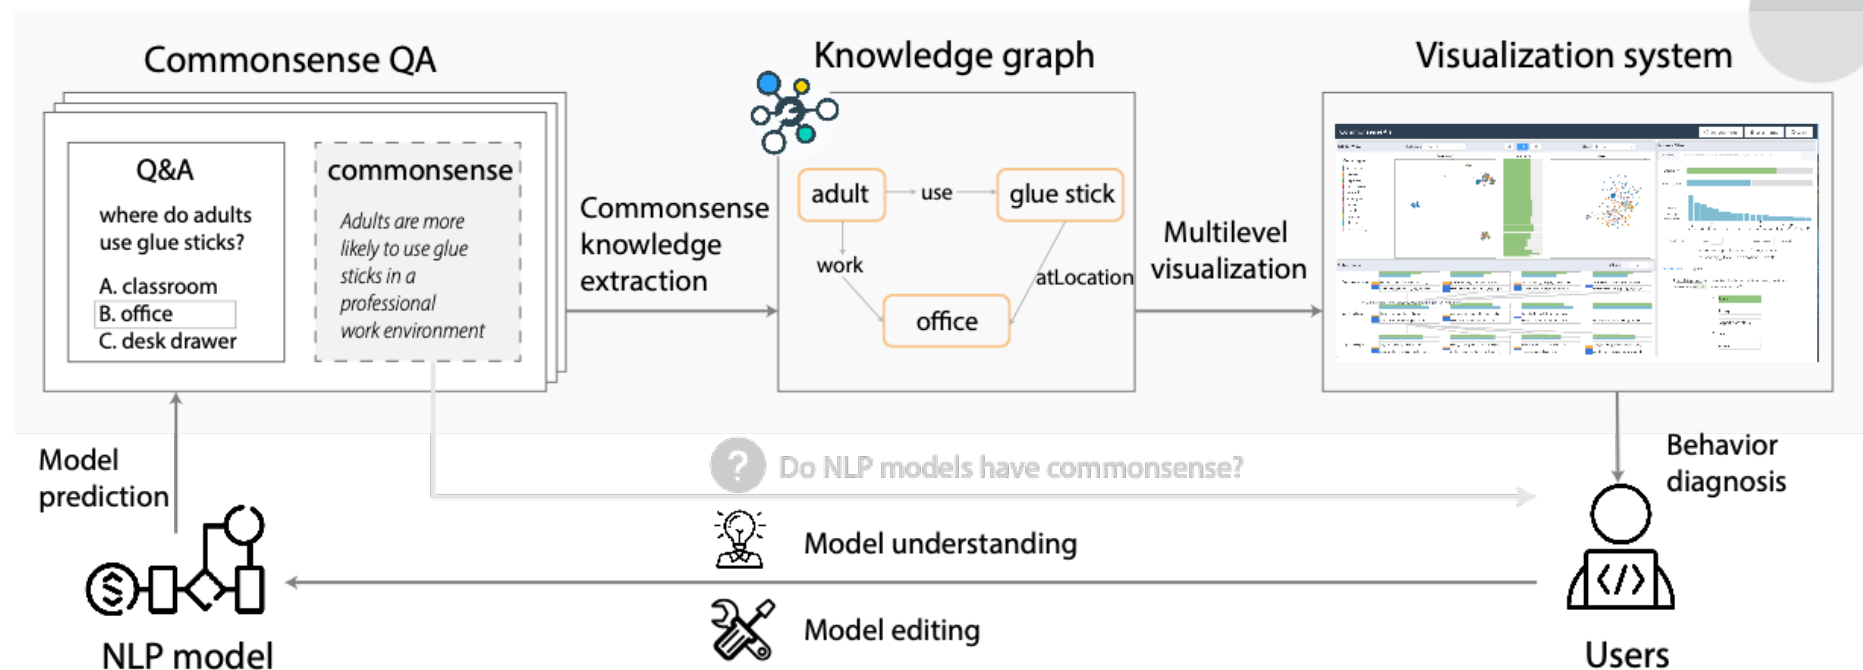 Commonsense QA
Knowledge graph
Visualization system
Q&A
where do adults
use glue sticks?
A. classroom
B. office
C. desk drawer
commonsense
Adults are more
likely to use glue
sticks in a
professional
work environment
Commonsense
knowledge
extraction
adult
use
glue stick
work
atLocation
office
Multilevel
visualization
Model
prediction
Do NLP models have commonsense?
Behavior
diagnosis
Model understanding
Model editing
NLP model
Users